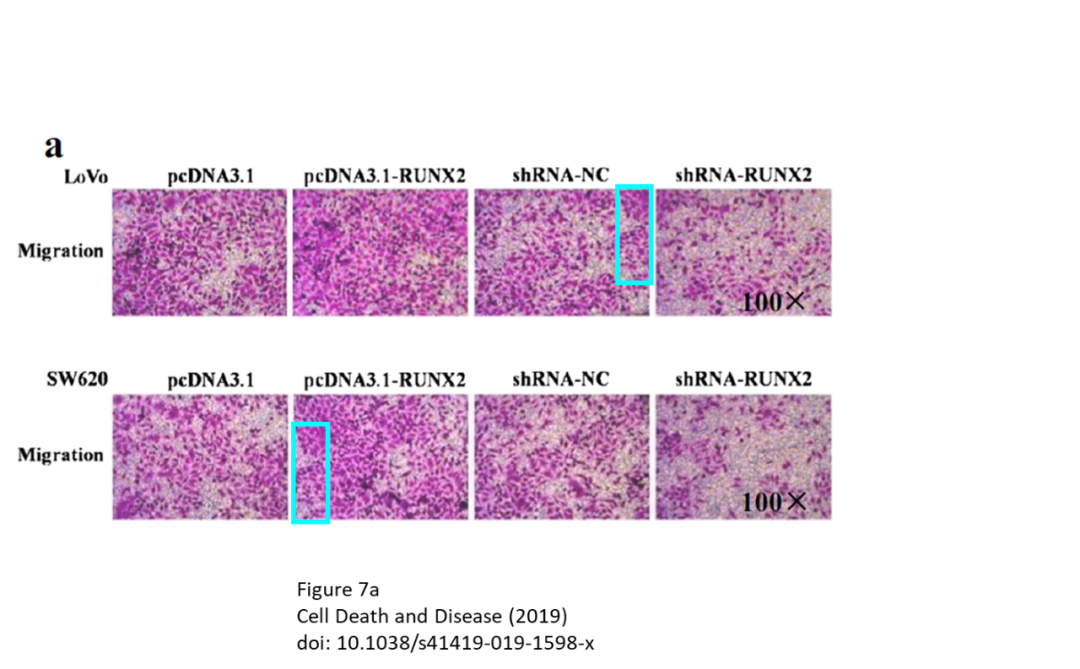 a
LoVo pcDNA3.1 pcDNA3.1-RUNX2 shRNA-NC shRNA-RUNX2
Migration
100×
SW620 pcDNA3.1 pcDNA3.1-RUNX2 shRNA-NC shRNA-RUNX2
Migration
100×
Figure 7a
Cell Death and Disease (2019)
doi: 10.1038/s41419-019-1598-x